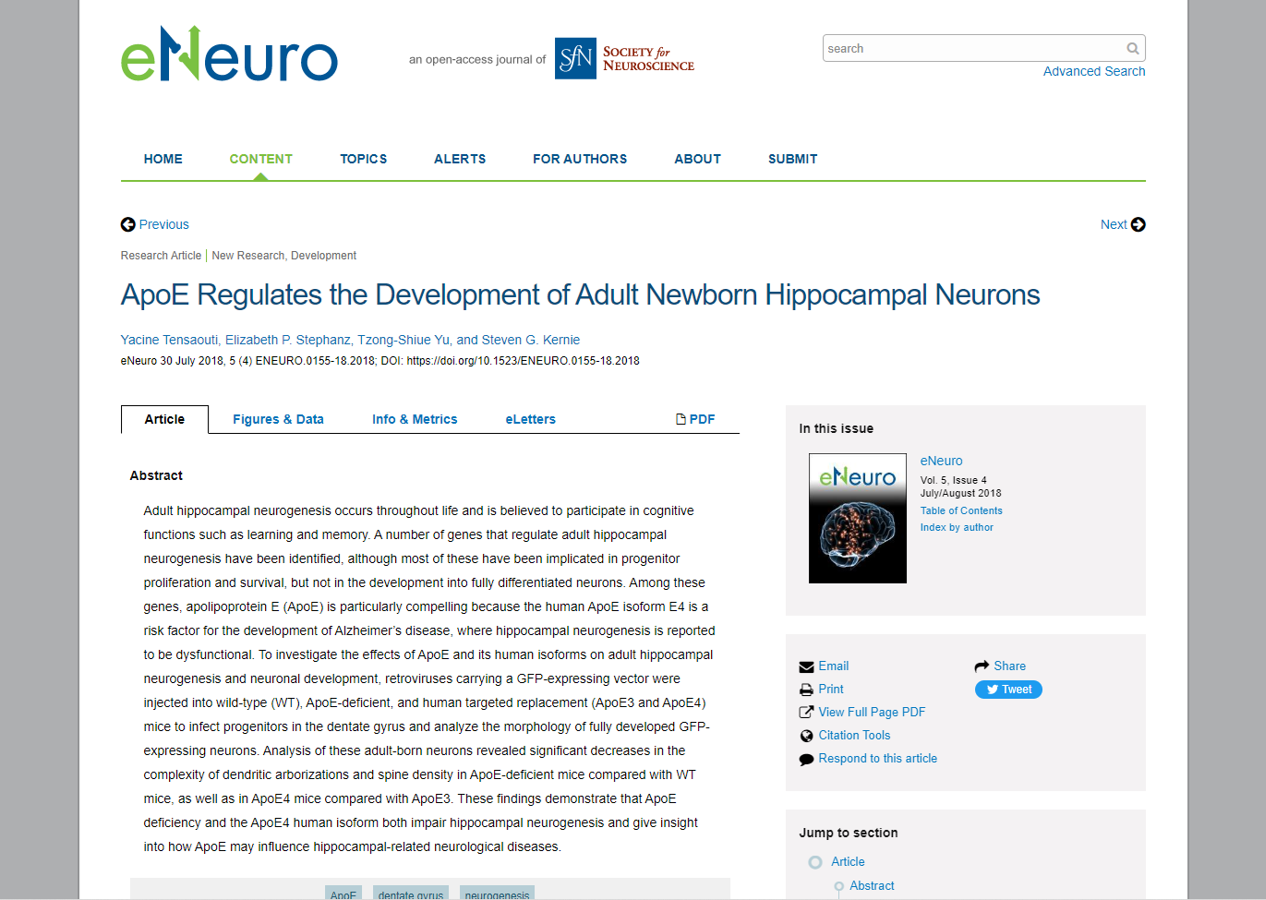 eNeuro
an open-access journal of
SfN
SOCIETY for
NEUROSCIENCE
search
Advanced Search
HOME
CONTENT
TOPICS
ALERTS
FOR AUTHORS
ABOUT
SUBMIT
Previous
Next
Research Article | New Research, Development
ApoE Regulates the Development of Adult Newborn Hippocampal Neurons
Yacine Tensaouti, Elizabeth P. Stephanz, Tzong-Shiue Yu, and Steven G. Kernie
eNeuro 30 July 2018, 5 (4) ENEURO.0155-18.2018; DOI: https://doi.org/10.1523/ENEURO.0155-18.2018
Article
Figures & Data
Info & Metrics
eLetters
PDF
Abstract
Adult hippocampal neurogenesis occurs throughout life and is believed to participate in cognitive
functions such as learning and memory. A number of genes that regulate adult hippocampal
neurogenesis have been identified, although most of these have been implicated in progenitor
proliferation and survival, but not in the development into fully differentiated neurons. Among these
genes, apolipoprotein E (ApoE) is particularly compelling because the human ApoE isoform E4 is a
risk factor for the development of Alzheimer’s disease, where hippocampal neurogenesis is reported
to be dysfunctional. To investigate the effects of ApoE and its human isoforms on adult hippocampal
neurogenesis and neuronal development, retroviruses carrying a GFP-expressing vector were
injected into wild-type (WT), ApoE-deficient, and human targeted replacement (ApoE3 and ApoE4)
mice to infect progenitors in the dentate gyrus and analyze the morphology of fully developed GFP-
expressing neurons. Analysis of these adult-born neurons revealed significant decreases in the
complexity of dendritic arborizations and spine density in ApoE-deficient mice compared with WT
mice, as well as in ApoE4 mice compared with ApoE3. These findings demonstrate that ApoE
deficiency and the ApoE4 human isoform both impair hippocampal neurogenesis and give insight
into how ApoE may influence hippocampal-related neurological diseases.
ApoE
dentate gyrus
neurogenesis
In this issue
eNeuro
eNeuro
Vol. 5, Issue 4
July/August 2018
Table of Contents
Index by author
Email
Print
View Full Page PDF
Citation Tools
Respond to this article
Share
Tweet
Jump to section
Article
Abstract